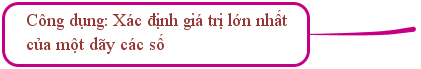 Công dụng: Xác định giá trị lớn nhất
của một dãy các số